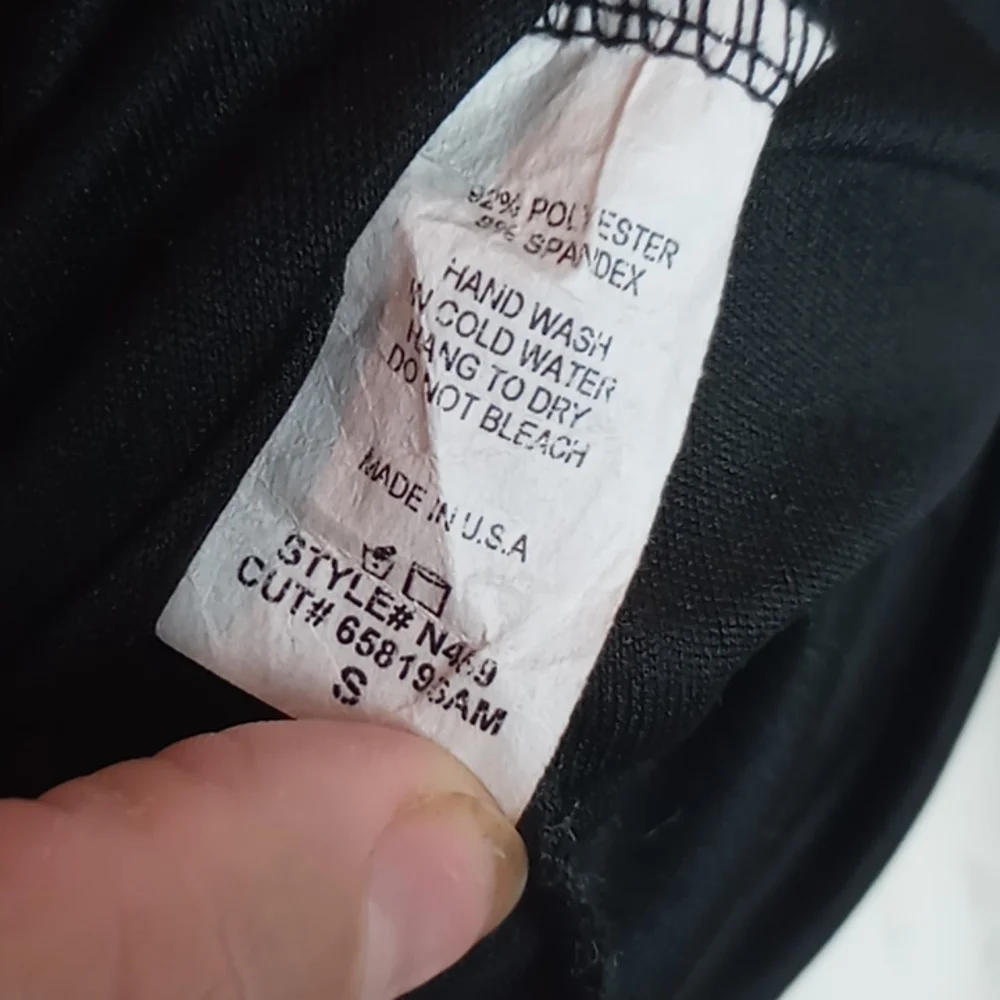 92% POLYESTER
8% SPANDEX
HAND WASH
IN COLD WATER
HANG TO DRY
DO NOT BLEACH
MADE IN U.S.A
STYLE#
CUT#
S